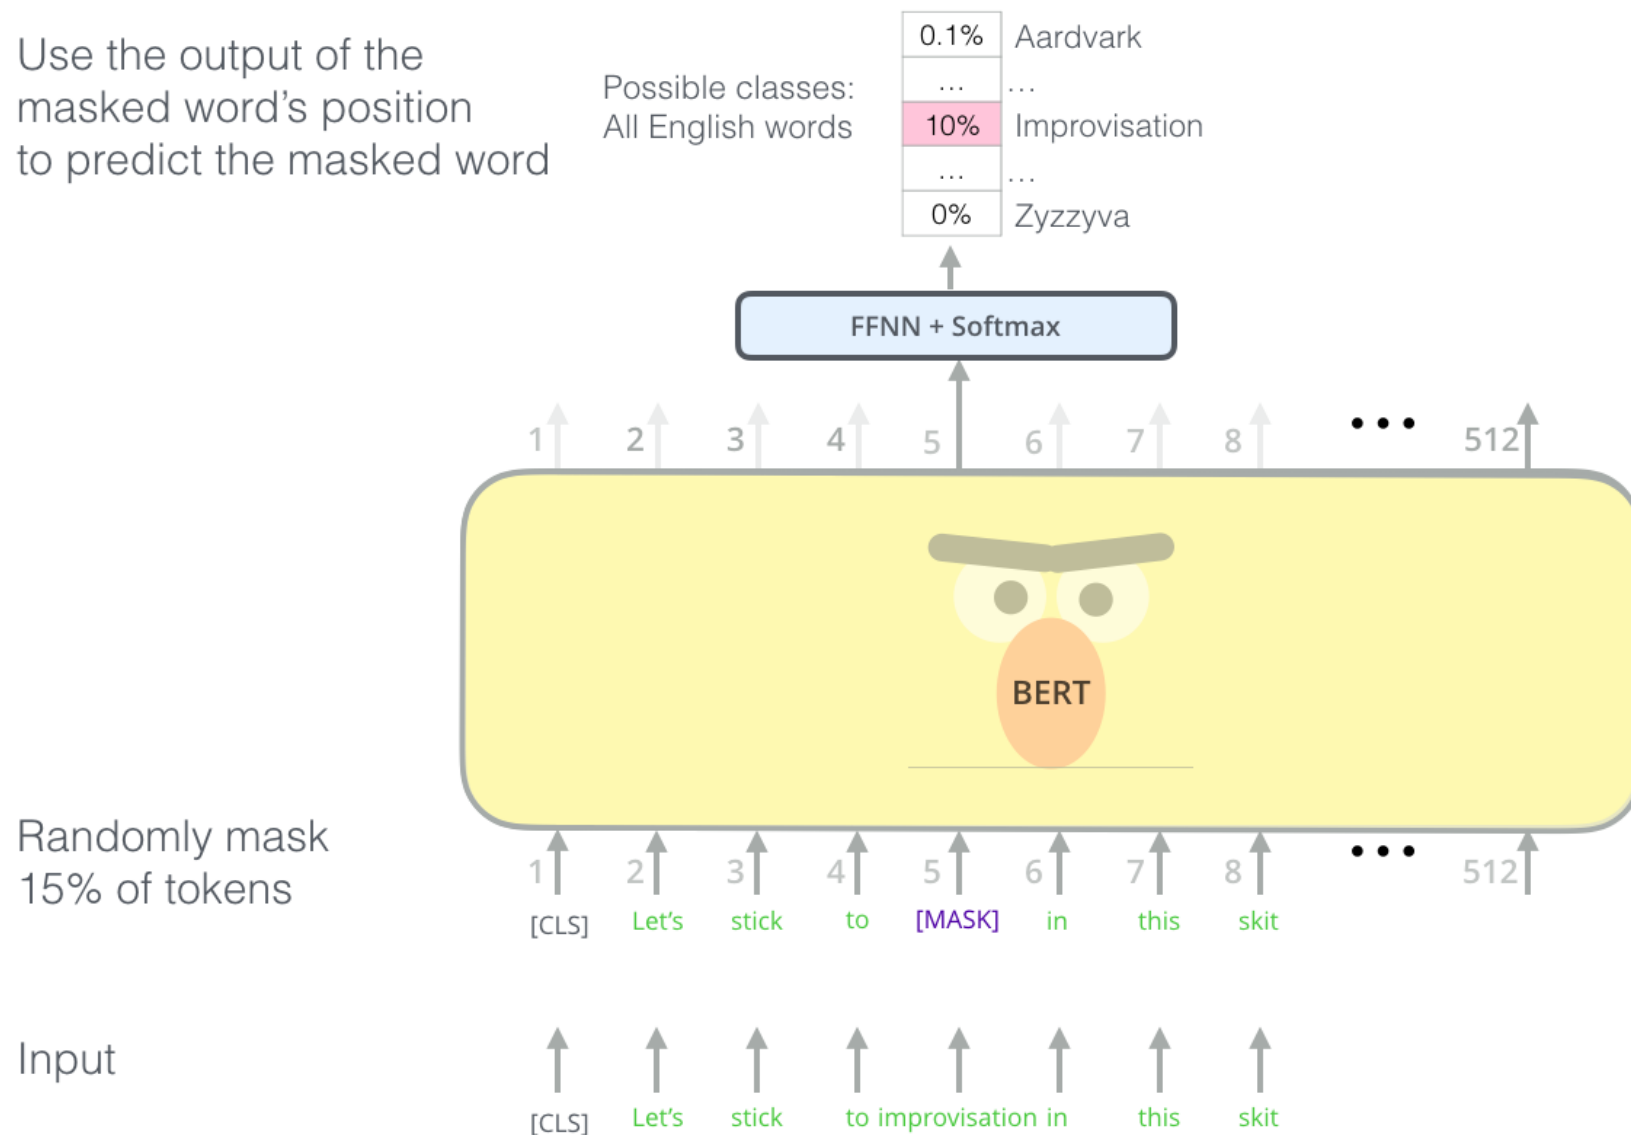 Use the output of the
masked word's position
to predict the masked word
Possible classes:
All English words
0.1% Aardvark
... ...
10% Improvisation
... ...
0% Zyzzyva
FFNN + Softmax
1 2 3 4 5 6 7 8 ... 512
BERT
Randomly mask
15% of tokens
1 2 3 4 5 6 7 8 ... 512
[CLS] Let's stick to [MASK] in this skit
Input
[CLS] Let's stick to improvisation in this skit